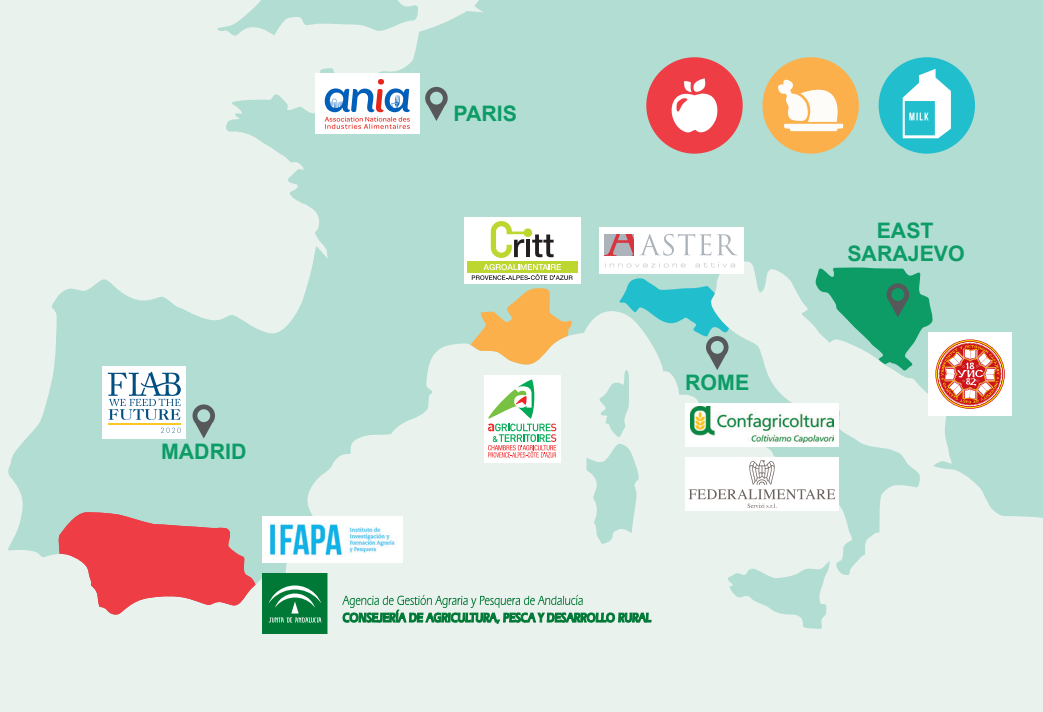 ania
Association Nationale des
Industries Alimentaires
PARIS
MILK
Critt
AGROALIMENTAIRE
PROVENCE-ALPES-CÔTE D'AZUR
ASTER
innovazione attiva
EAST
SARAJEVO
18
УИС
82
FIAB
WE FEED THE
FUTURE
2020
MADRID
ROME
aGRICULTURES
& TERRITOIRES
CHAMBRES D'AGRICULTURE
PROVENCE-ALPES-CÔTE D'AZUR
Confagricoltura
Coltiviamo Capolavori
FEDERALIMENTARE
Servizi s.r.l.
IFAPA
Instituto de
Investigación y
Formación Agraria
y Pesquera
JUNTA DE ANDALUCIA
Agencia de Gestión Agraria y Pesquera de Andalucía
CONSEJERÍA DE AGRICULTURA, PESCA Y DESARROLLO RURAL